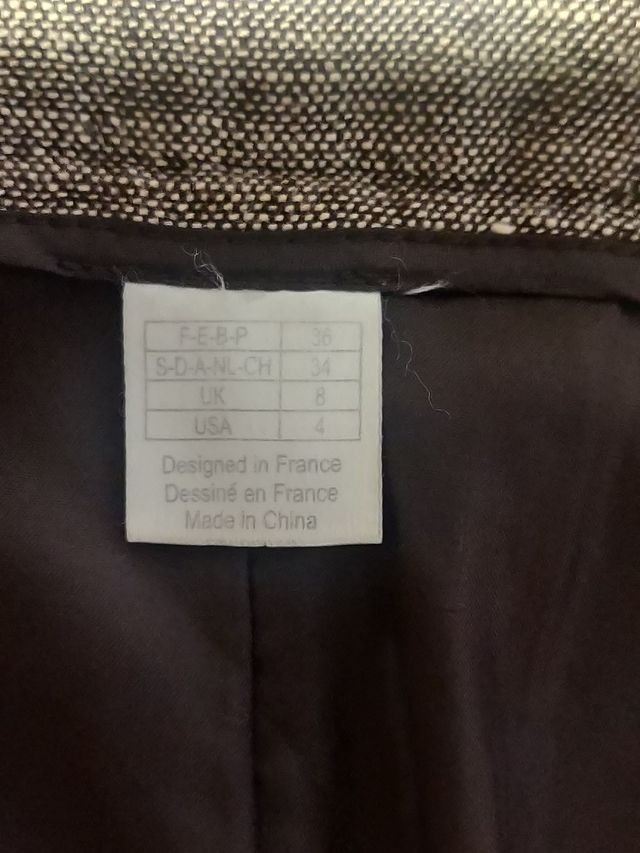 F-E-B-P 36
S-D-A-NL-CH 34
UK 8
USA 4
Designed in France
Dessiné en France
Made in China